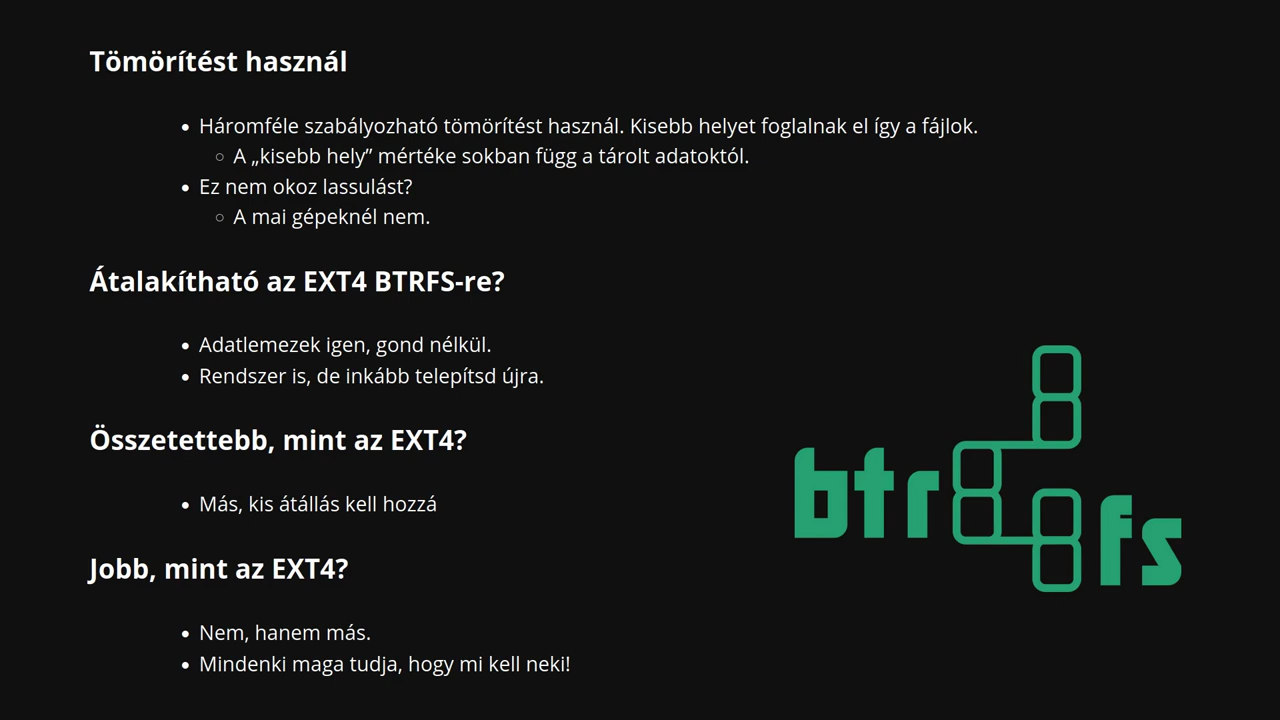 Tömörítést használ
Háromféle szabályozható tömörítést használ. Kisebb helyet foglalnak el így a fájlok.
A „kisebb hely” mértéke sokban függ a tárolt adatoktól.
Ez nem okoz lassulást?
A mai gépeknél nem.
Átalakítható az EXT4 BTRFS-re?
Adatlemezek igen, gond nélkül.
Rendszer is, de inkább telepítsd újra.
Összetettebb, mint az EXT4?
Más, kis átállás kell hozzá
Jobb, mint az EXT4?
Nem, hanem más.
Mindenki maga tudja, hogy mi kell neki!
btrfs